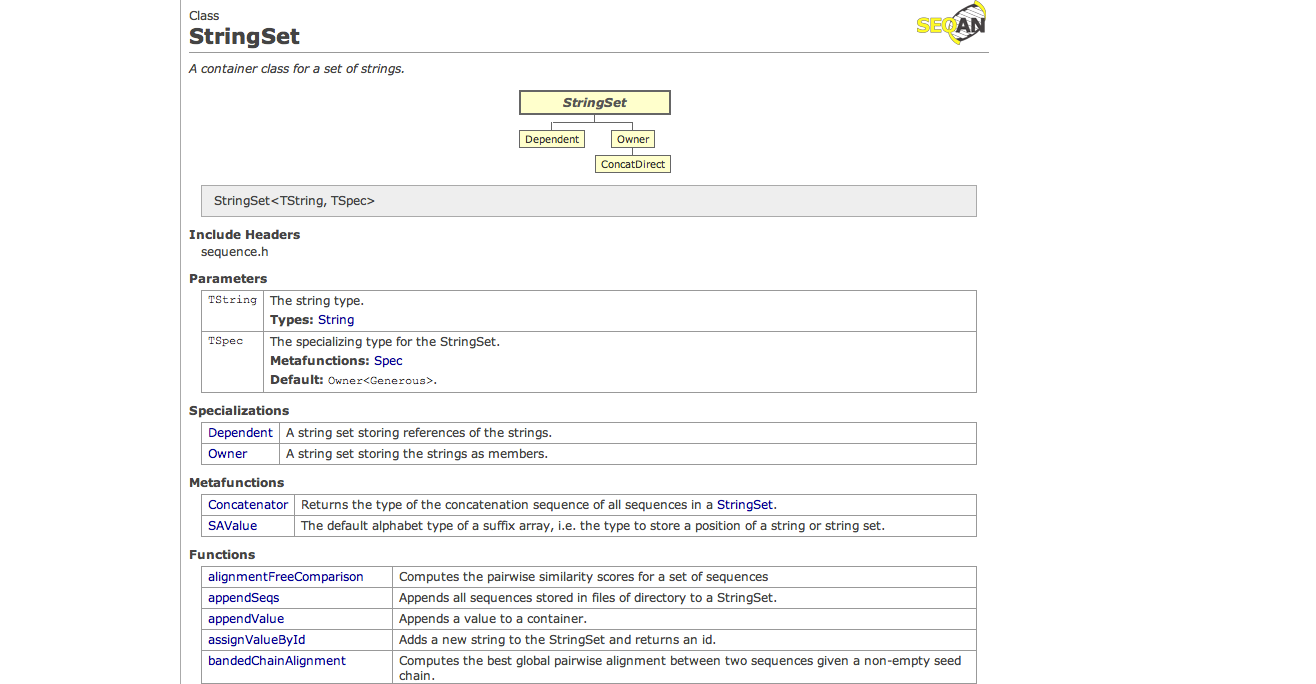 Class
StringSet
SEQAN
A container class for a set of strings.
StringSet
Dependent Owner
ConcatDirect
StringSet<TString, TSpec>
Include Headers
sequence.h
Parameters
TString The string type.
Types: String
TSpec The specializing type for the StringSet.
Metafunctions: Spec
Default: Owner<Generous>.
Specializations
Dependent A string set storing references of the strings.
Owner A string set storing the strings as members.
Metafunctions
Concatenator Returns the type of the concatenation sequence of all sequences in a StringSet.
SAValue The default alphabet type of a suffix array, i.e. the type to store a position of a string or string set.
Functions
alignmentFreeComparison Computes the pairwise similarity scores for a set of sequences
appendSeqs Appends all sequences stored in files of directory to a StringSet.
appendValue Appends a value to a container.
assignValueById Adds a new string to the StringSet and returns an id.
bandedChainAlignment Computes the best global pairwise alignment between two sequences given a non-empty seed
chain.